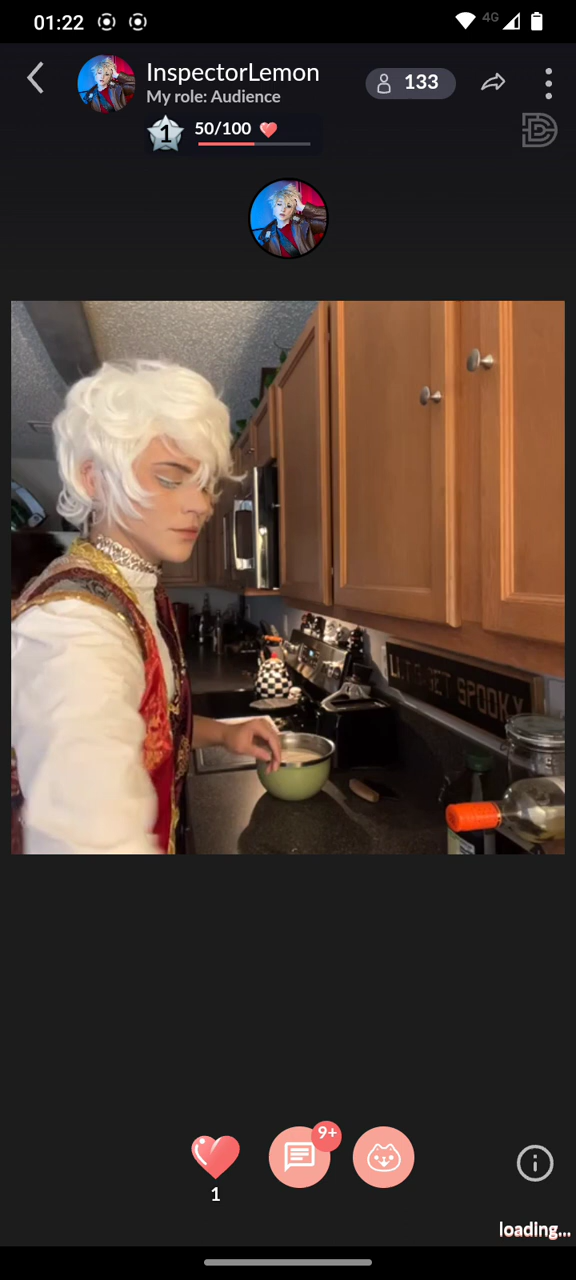 01:22
4G
InspectorLemon
133
My role: Audience
1
50/100
LET'S GET SPOOKY
9+
1
loading...